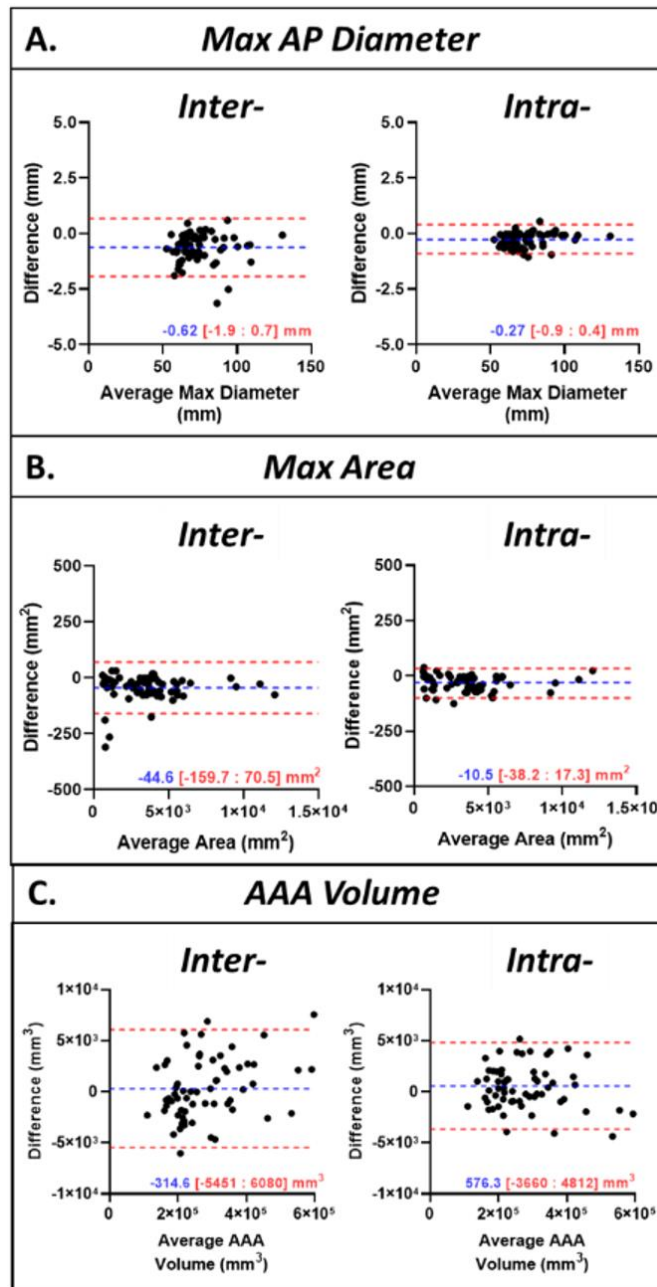 A. Max AP Diameter
Inter- Intra-
5.0 5.0
2.5 2.5
0.0 0.0
-2.5 -2.5
-5.0 -5.0
Difference (mm) Difference (mm)
-0.62 [-1.9 : 0.7] mm -0.27 [-0.9 : 0.4] mm
0 50 100 150 0 50 100 150
Average Max Diameter Average Max Diameter
(mm) (mm)
B. Max Area
Inter- Intra-
500 500
250 250
0 0
-250 -250
-500 -500
Difference (mm²) Difference (mm²)
-44.6 [-159.7 : 70.5] mm² -10.5 [-38.2 : 17.3] mm²
0 5×10³ 1×10⁴ 1.5×10⁴ 0 5×10³ 1×10⁴ 1.5×10⁴
Average Area (mm²) Average Area (mm²)
C. AAA Volume
Inter- Intra-
1×10⁴ 1×10⁴
5×10³ 5×10³
0 0
-5×10³ -5×10³
-1×10⁴ -1×10⁴
Difference (mm³) Difference (mm³)
-314.6 [-5451 : 6080] mm³ 576.3 [-3660 : 4812] mm³
0 2×10⁵ 4×10⁵ 6×10⁵ 0 2×10⁵ 4×10⁵ 6×10⁵
Average AAA Average AAA
Volume (mm³) Volume (mm³)